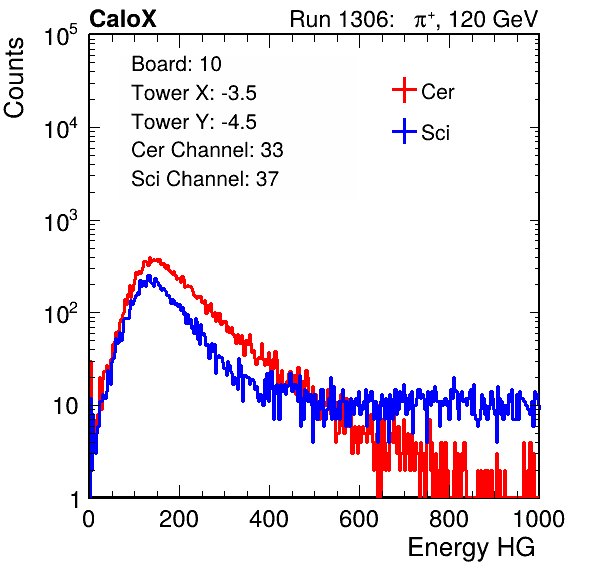 CaloX Run 1306: π⁺, 120 GeV
Counts
Board: 10
Tower X: -3.5
Tower Y: -4.5
Cer Channel: 33
Sci Channel: 37
Cer
Sci
10⁵
10⁴
10³
10²
10
1
0 200 400 600 800 1000
Energy HG